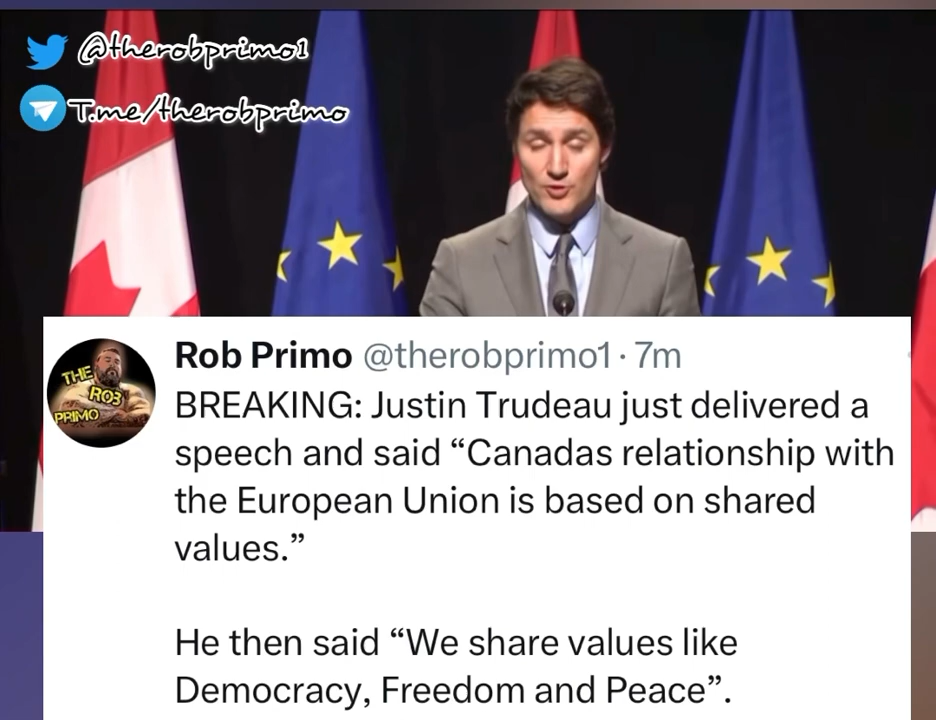 @therobprimo1
T.me/therobprimo
Rob Primo @therobprimo1 · 7m
THE
ROB
PRIMO
BREAKING: Justin Trudeau just delivered a
speech and said “Canadas relationship with
the European Union is based on shared
values.”
He then said “We share values like
Democracy, Freedom and Peace”.